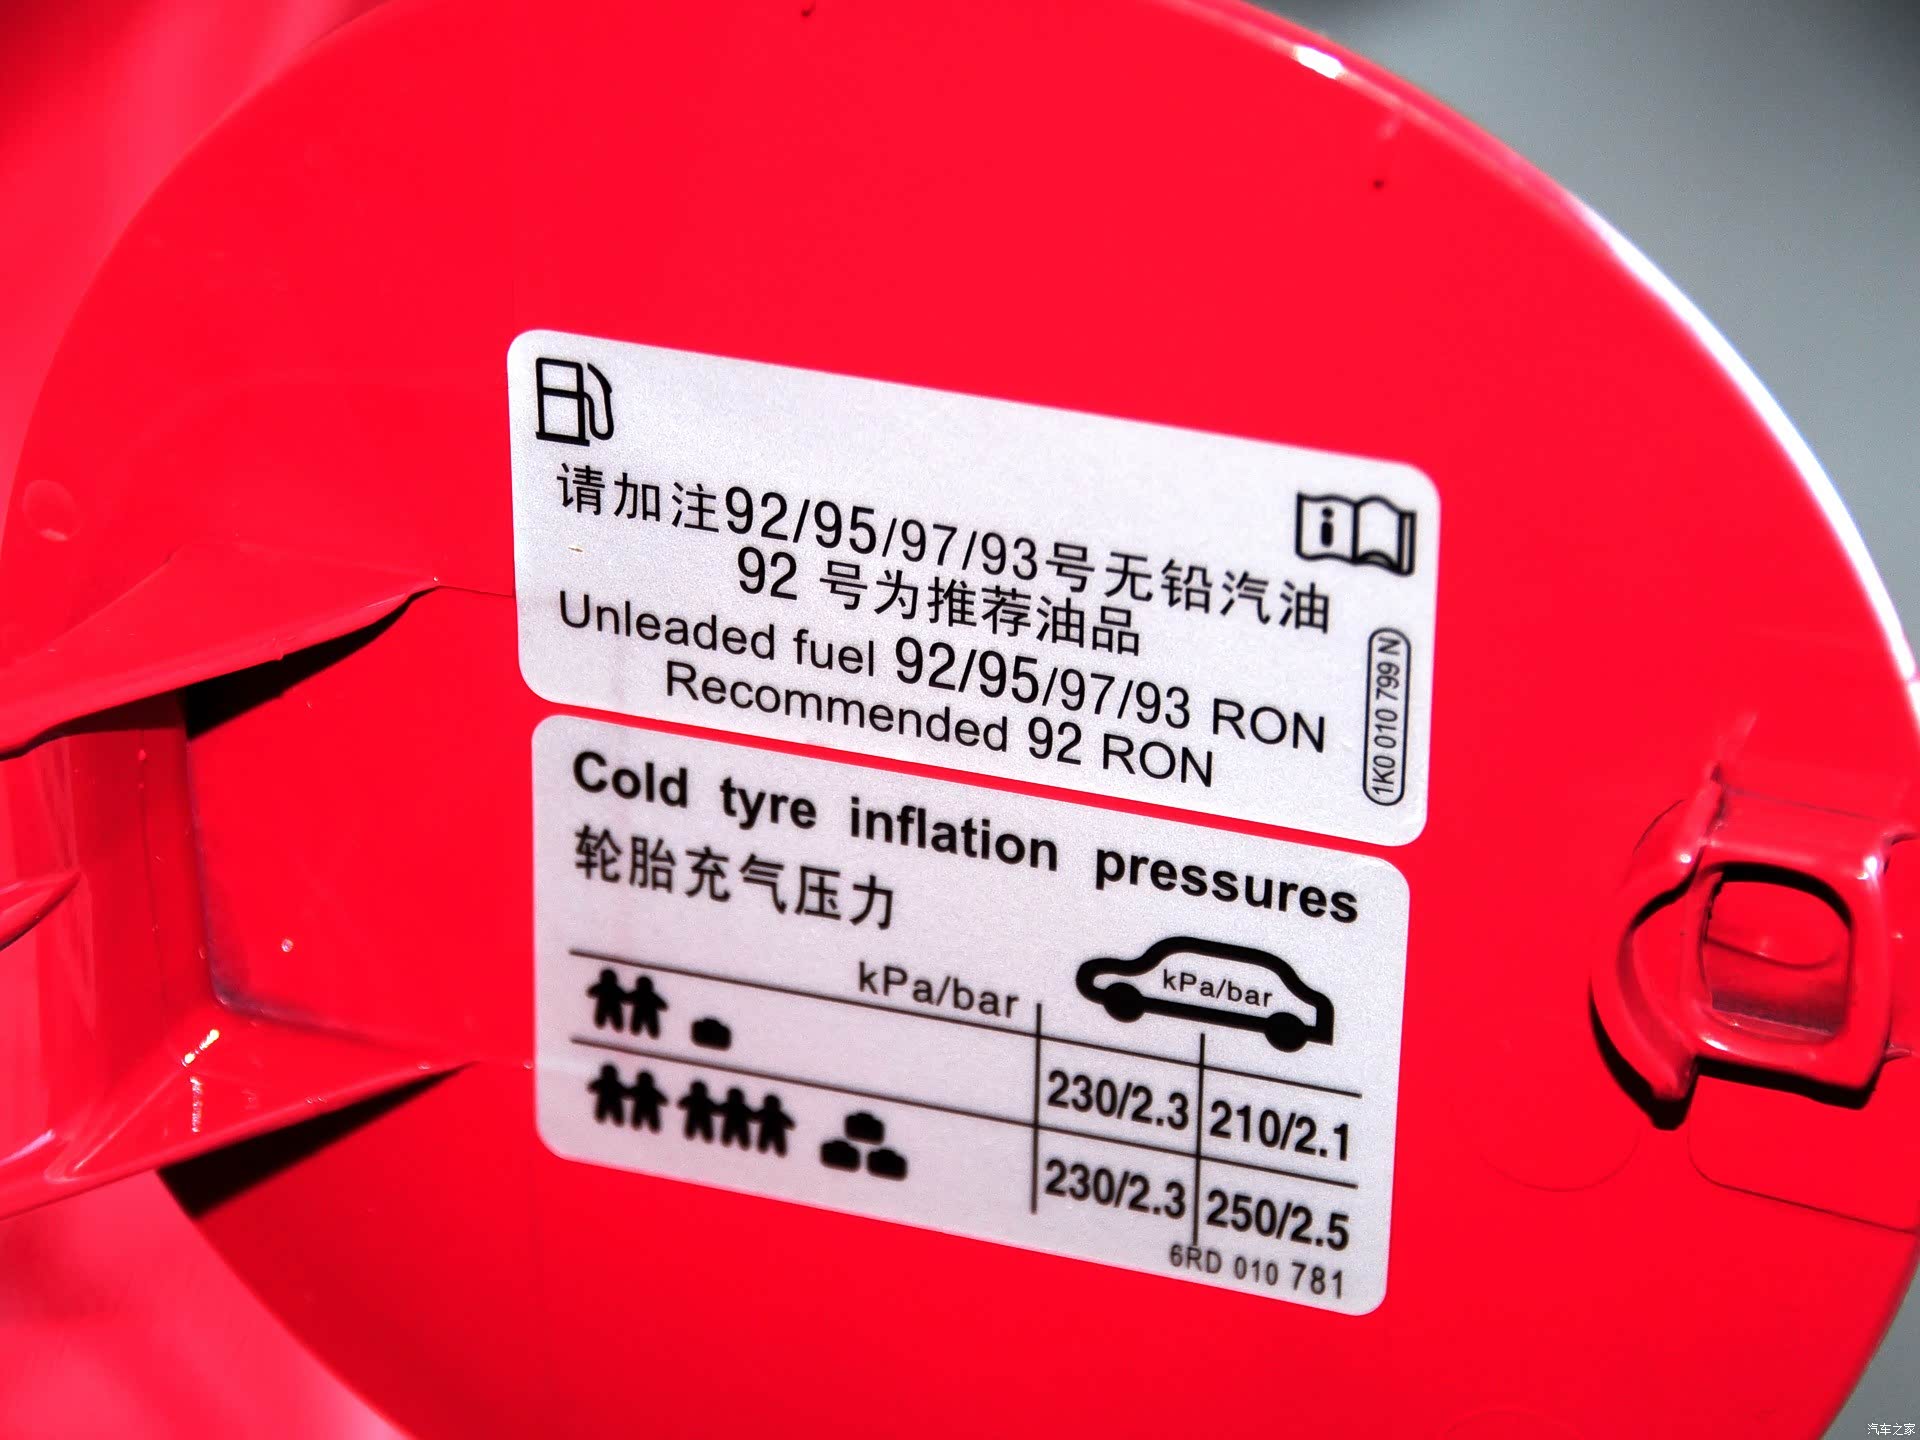 请加注92/95/97/93号无铅汽油
92 号为推荐油品
Unleaded fuel 92/95/97/93 RON
Recommended 92 RON
1K0 010 799 N
Cold tyre inflation pressures
轮胎充气压力
kPa/bar
kPa/bar
230/2.3 210/2.1
230/2.3 250/2.5
6RD 010 781
汽车之家